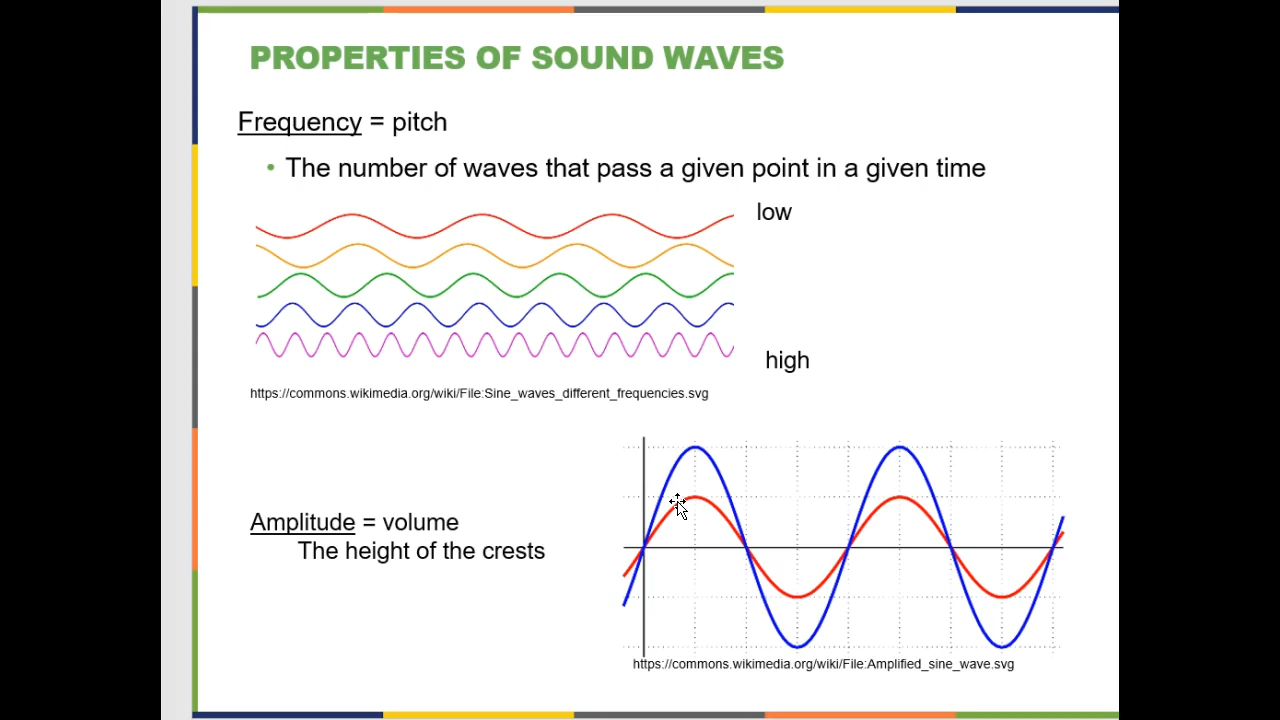 PROPERTIES OF SOUND WAVES
Frequency = pitch
• The number of waves that pass a given point in a given time
low
high
https://commons.wikimedia.org/wiki/File:Sine_waves_different_frequencies.svg
Amplitude = volume
The height of the crests
https://commons.wikimedia.org/wiki/File:Amplified_sine_wave.svg